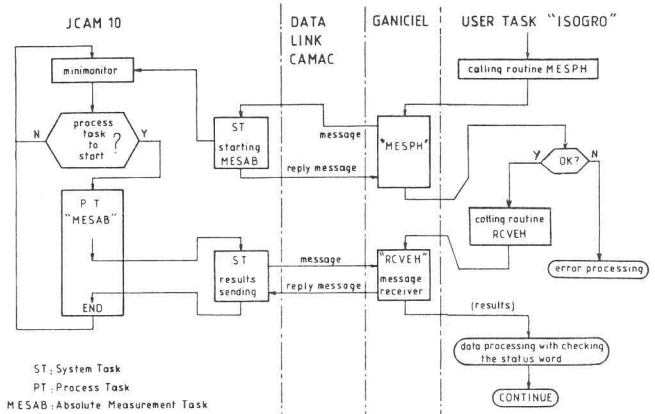 JCAM 10
DATA
LINK
CAMAC
GANICIEL
USER TASK "ISOGRO"
minimonitor
calling routine MESPH
process
task
to
start
?
N
Y
ST
starting
MESAB
message
reply message
"MESPH"
Y
OK?
N
P T
"MESAB"
calling routine
RCVEH
error processing
ST
results
sending
message
reply message
"RCVEH"
message
receiver
END
(results)
data processing with checking
the status word
CONTINUE
ST: System Task
PT: Process Task
MESAB: Absolute Measurement Task